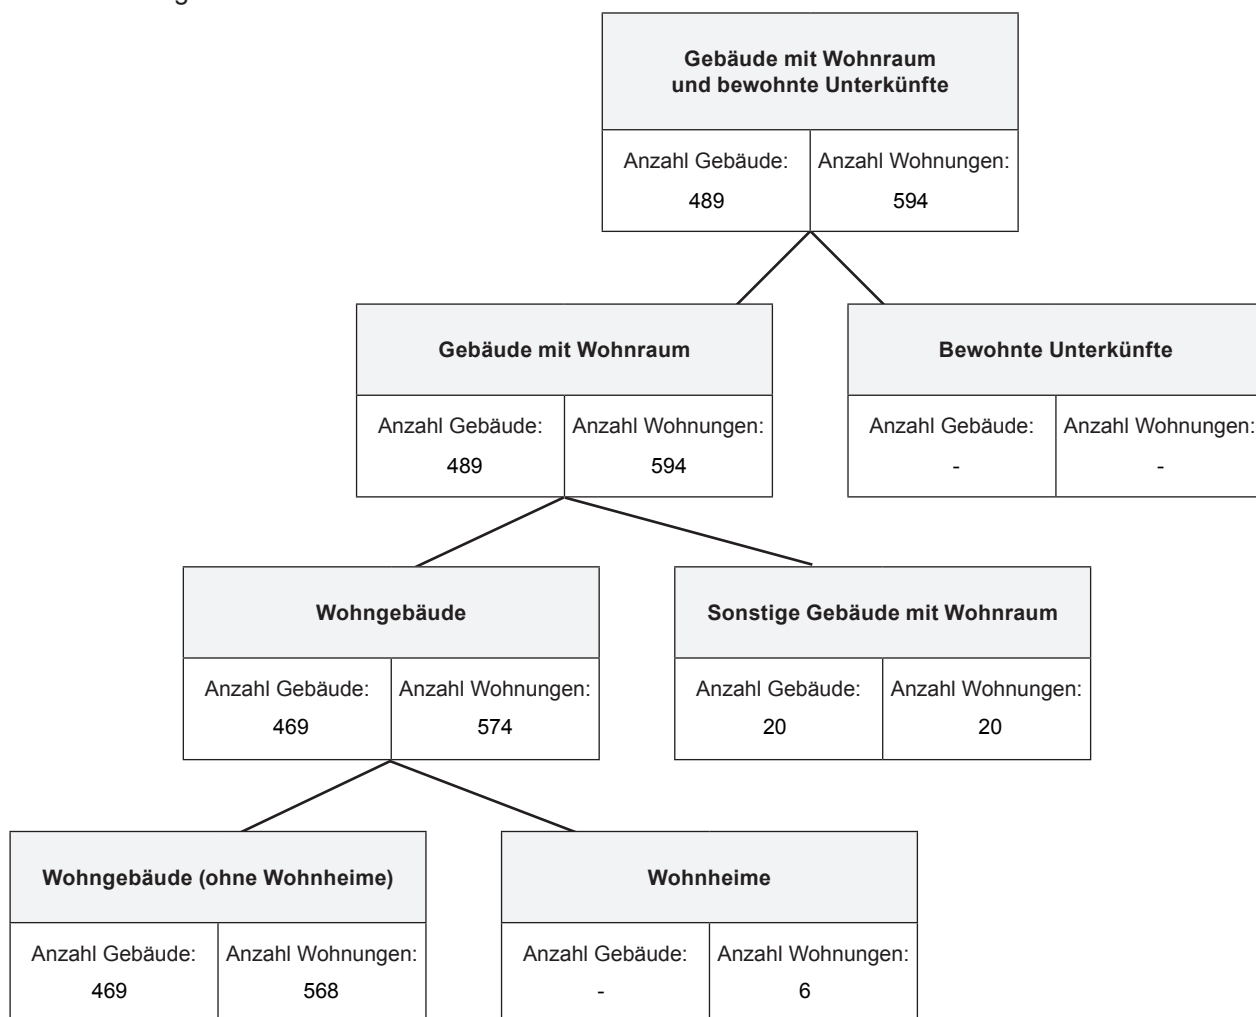 Gebäude mit Wohnraum
und bewohnte Unterkünfte
Anzahl Gebäude: Anzahl Wohnungen:
489 594
Gebäude mit Wohnraum Bewohnte Unterkünfte
Anzahl Gebäude: Anzahl Wohnungen: Anzahl Gebäude: Anzahl Wohnungen:
489 594 - -
Wohngebäude Sonstige Gebäude mit Wohnraum
Anzahl Gebäude: Anzahl Wohnungen: Anzahl Gebäude: Anzahl Wohnungen:
469 574 20 20
Wohngebäude (ohne Wohnheime) Wohnheime
Anzahl Gebäude: Anzahl Wohnungen: Anzahl Gebäude: Anzahl Wohnungen:
469 568 - 6